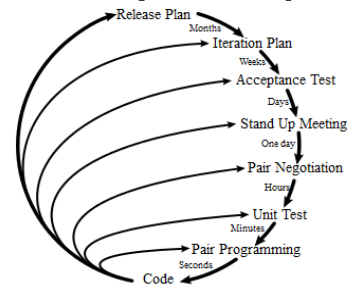 Release Plan
Months
Iteration Plan
Weeks
Acceptance Test
Days
Stand Up Meeting
One day
Pair Negotiation
Hours
Unit Test
Minutes
Pair Programming
Seconds
Code